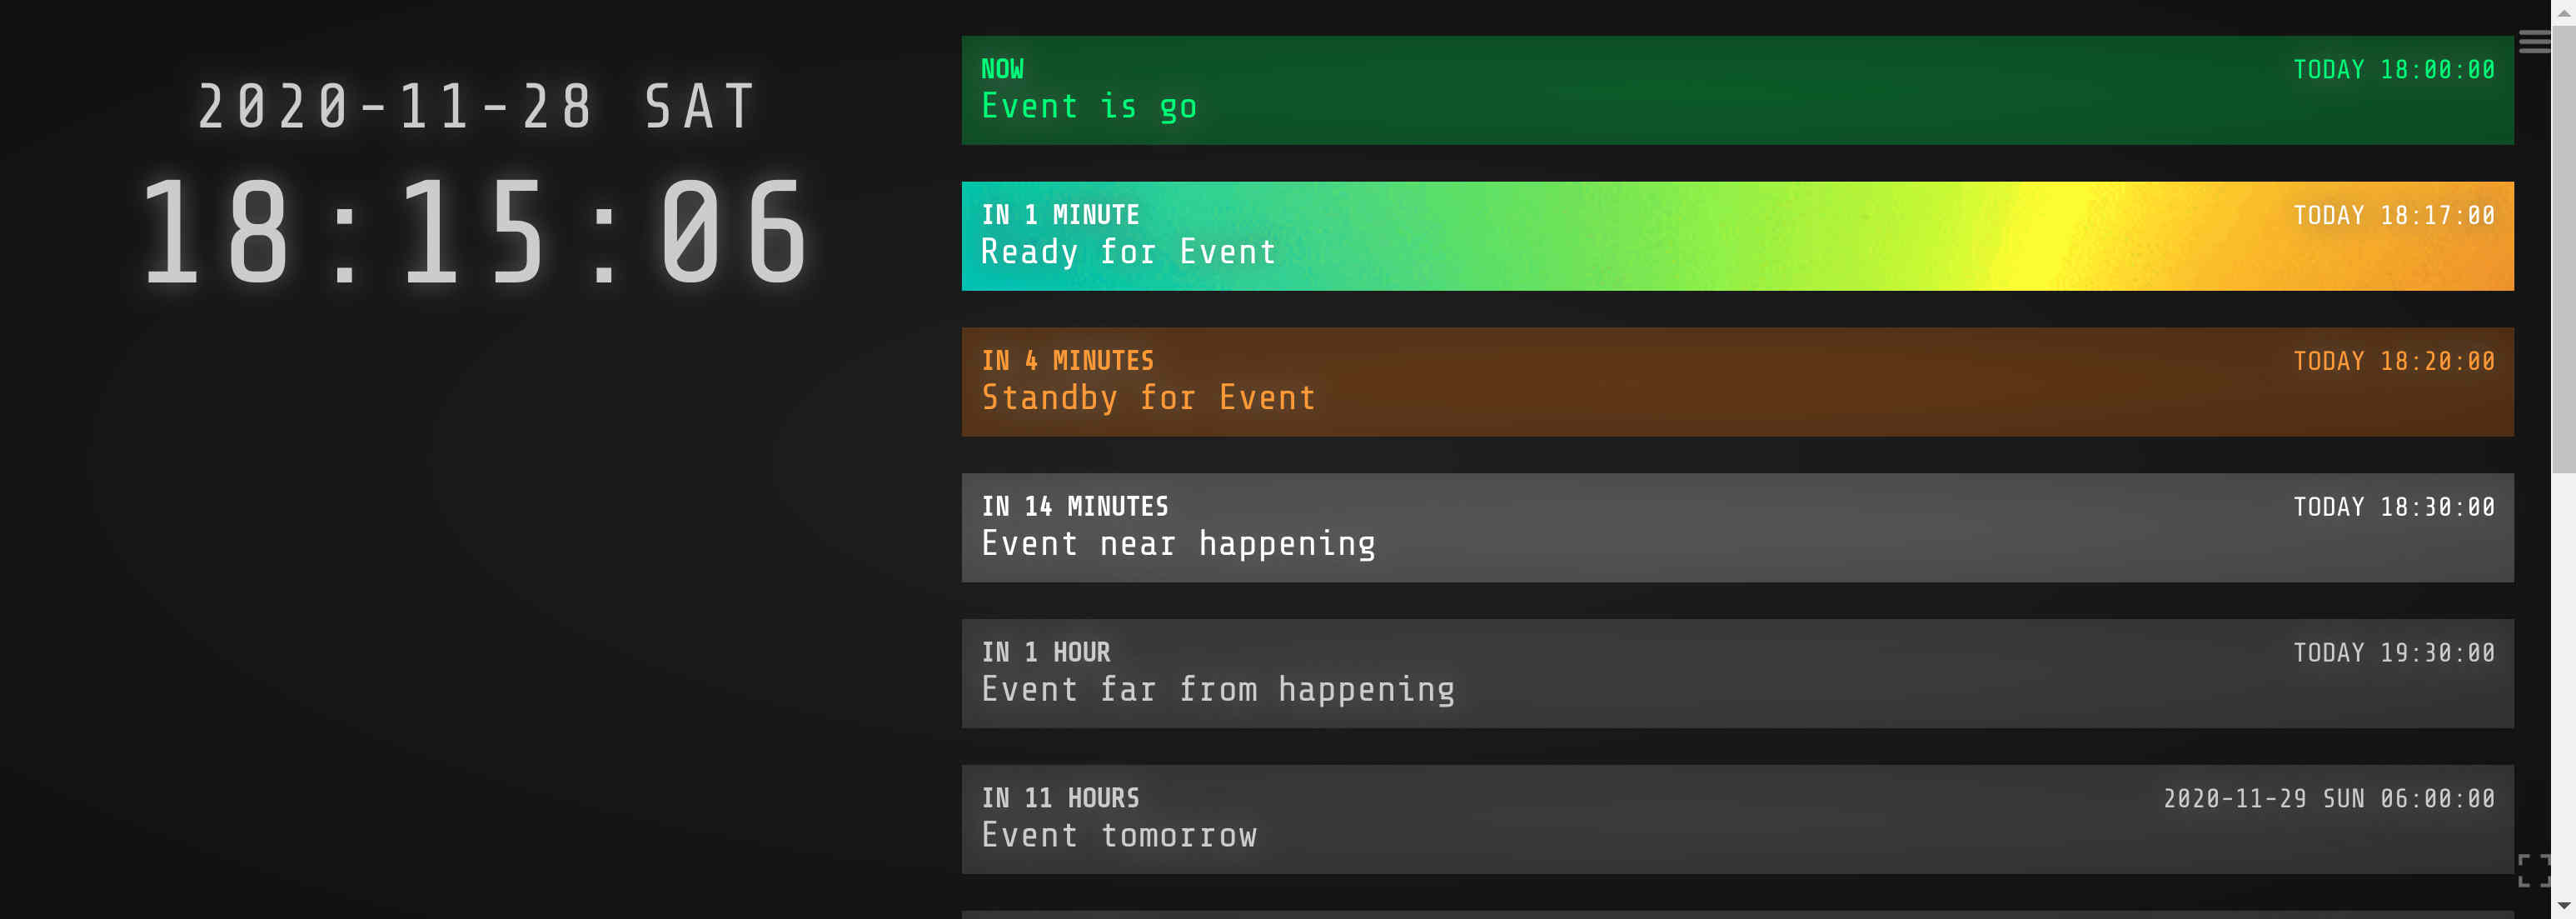 2020-11-28 SAT
18:15:06
NOW
TODAY 18:00:00
Event is go
IN 1 MINUTE
TODAY 18:17:00
Ready for Event
IN 4 MINUTES
TODAY 18:20:00
Standby for Event
IN 14 MINUTES
TODAY 18:30:00
Event near happening
IN 1 HOUR
TODAY 19:30:00
Event far from happening
IN 11 HOURS
2020-11-29 SUN 06:00:00
Event tomorrow